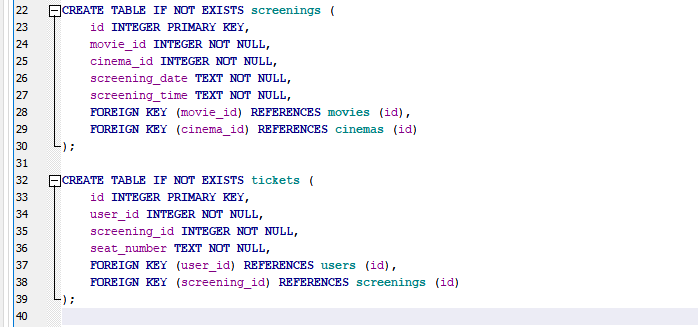 22 CREATE TABLE IF NOT EXISTS screenings (
23     id INTEGER PRIMARY KEY,
24     movie_id INTEGER NOT NULL,
25     cinema_id INTEGER NOT NULL,
26     screening_date TEXT NOT NULL,
27     screening_time TEXT NOT NULL,
28     FOREIGN KEY (movie_id) REFERENCES movies (id),
29     FOREIGN KEY (cinema_id) REFERENCES cinemas (id)
30 );
31
32 CREATE TABLE IF NOT EXISTS tickets (
33     id INTEGER PRIMARY KEY,
34     user_id INTEGER NOT NULL,
35     screening_id INTEGER NOT NULL,
36     seat_number TEXT NOT NULL,
37     FOREIGN KEY (user_id) REFERENCES users (id),
38     FOREIGN KEY (screening_id) REFERENCES screenings (id)
39 );
40